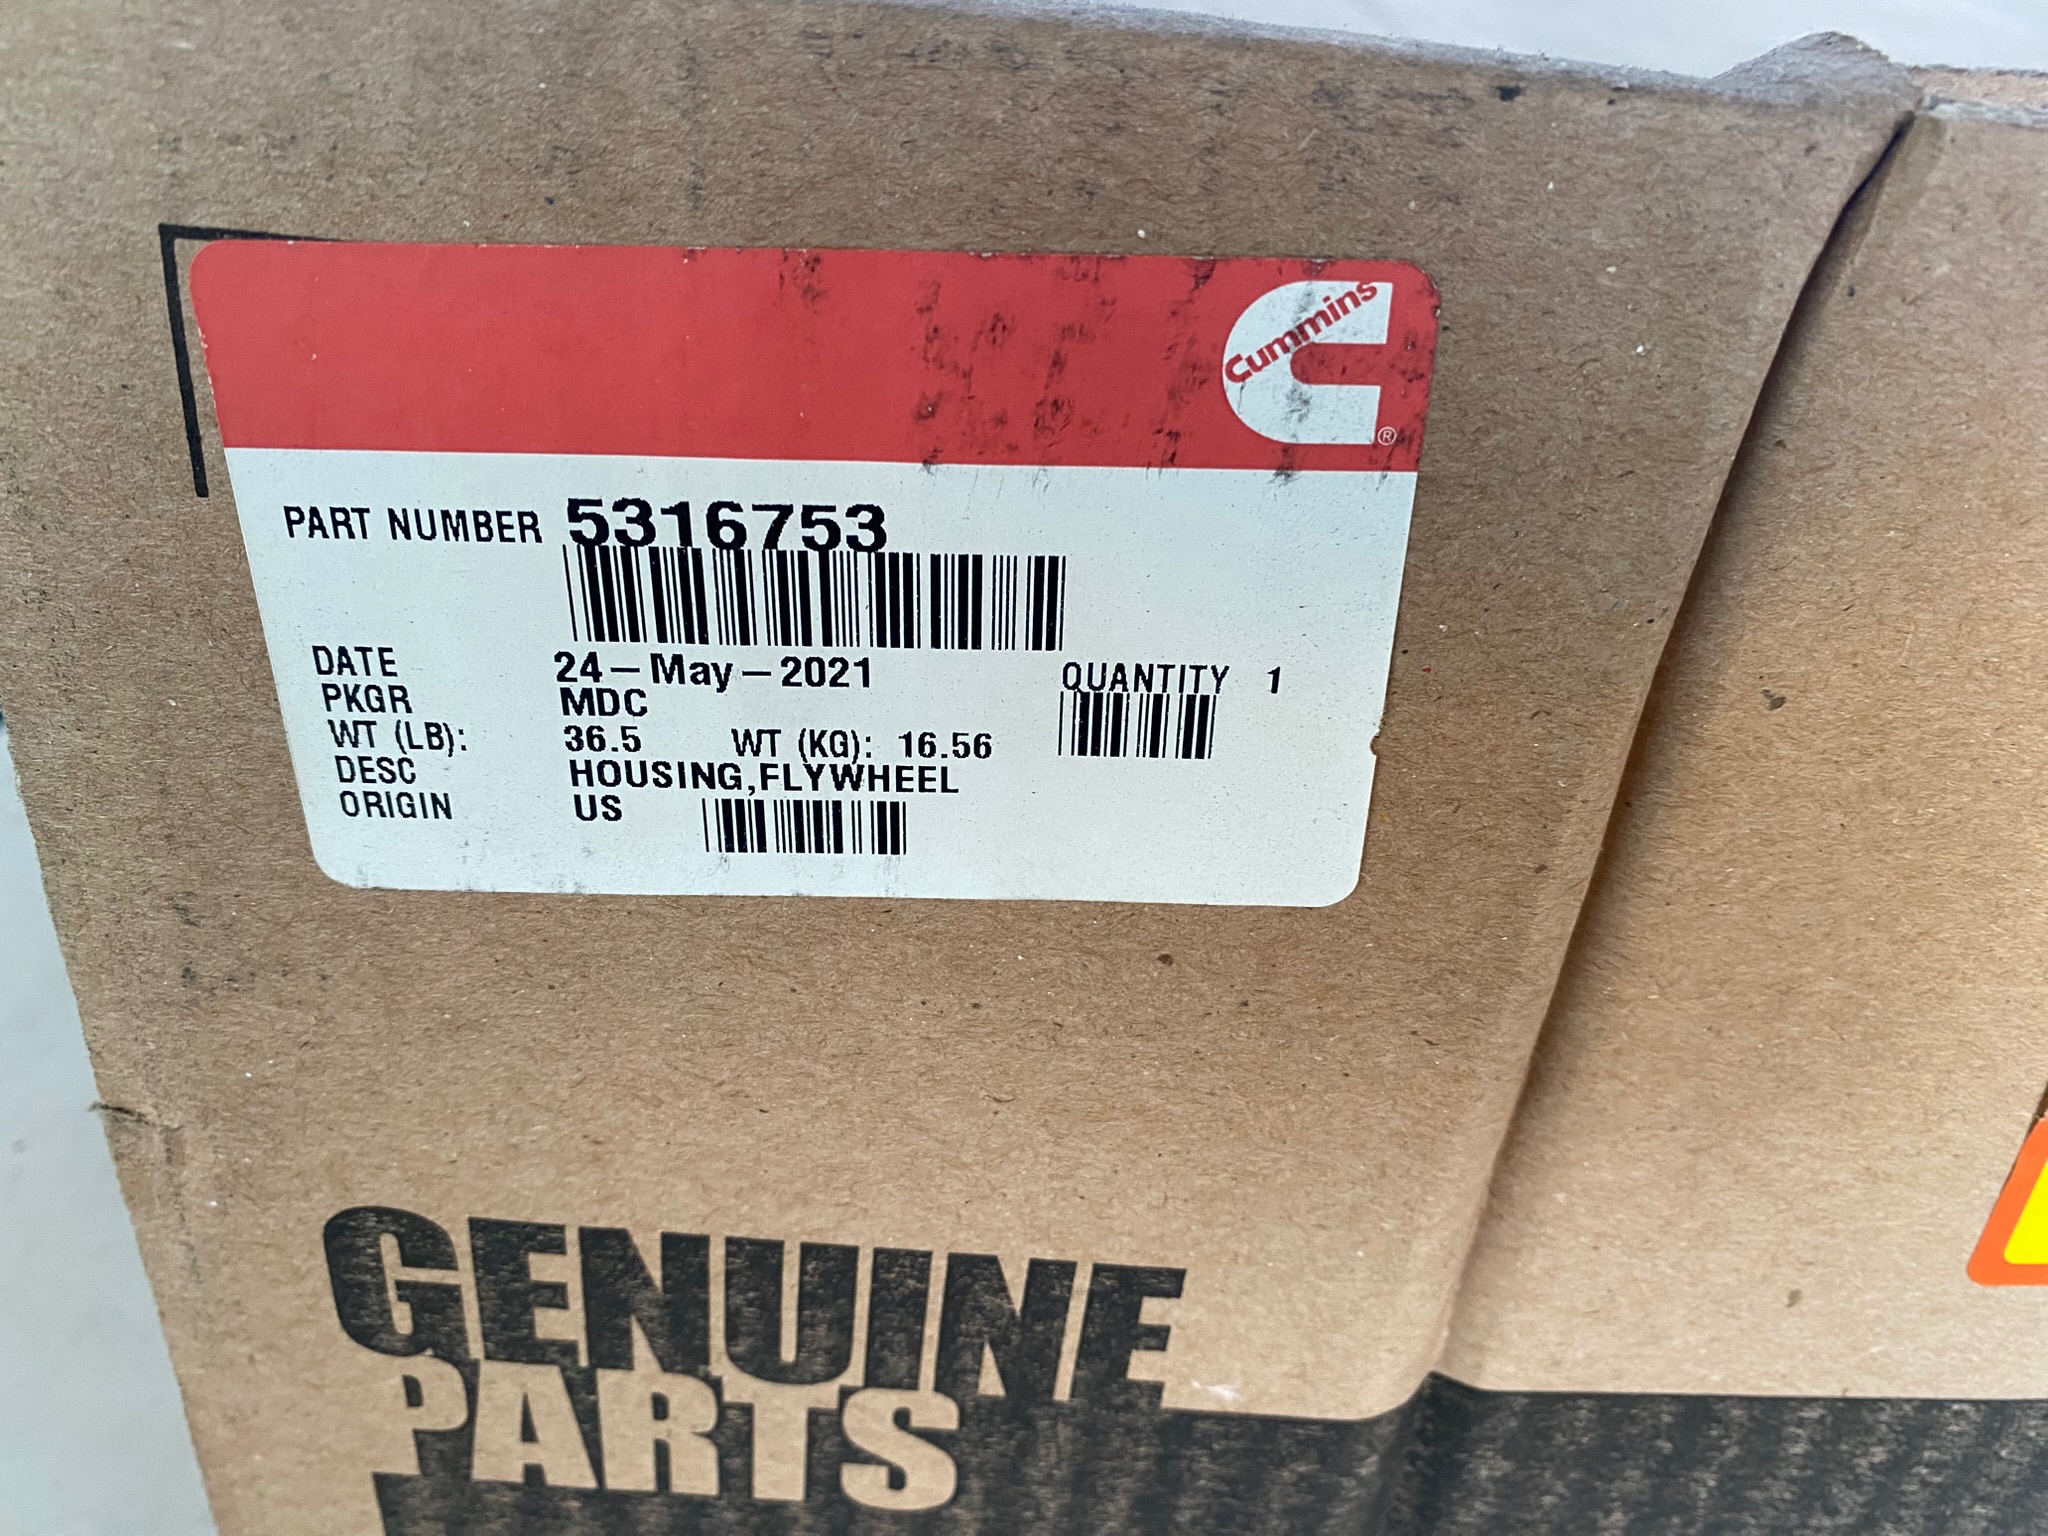 Cummins
®
PART NUMBER 5316753
DATE 24-May-2021 QUANTITY 1
PKGR MDC
WT (LB): 36.5 WT (KG): 16.56
DESC HOUSING,FLYWHEEL
ORIGIN US
GENUINE
PARTS